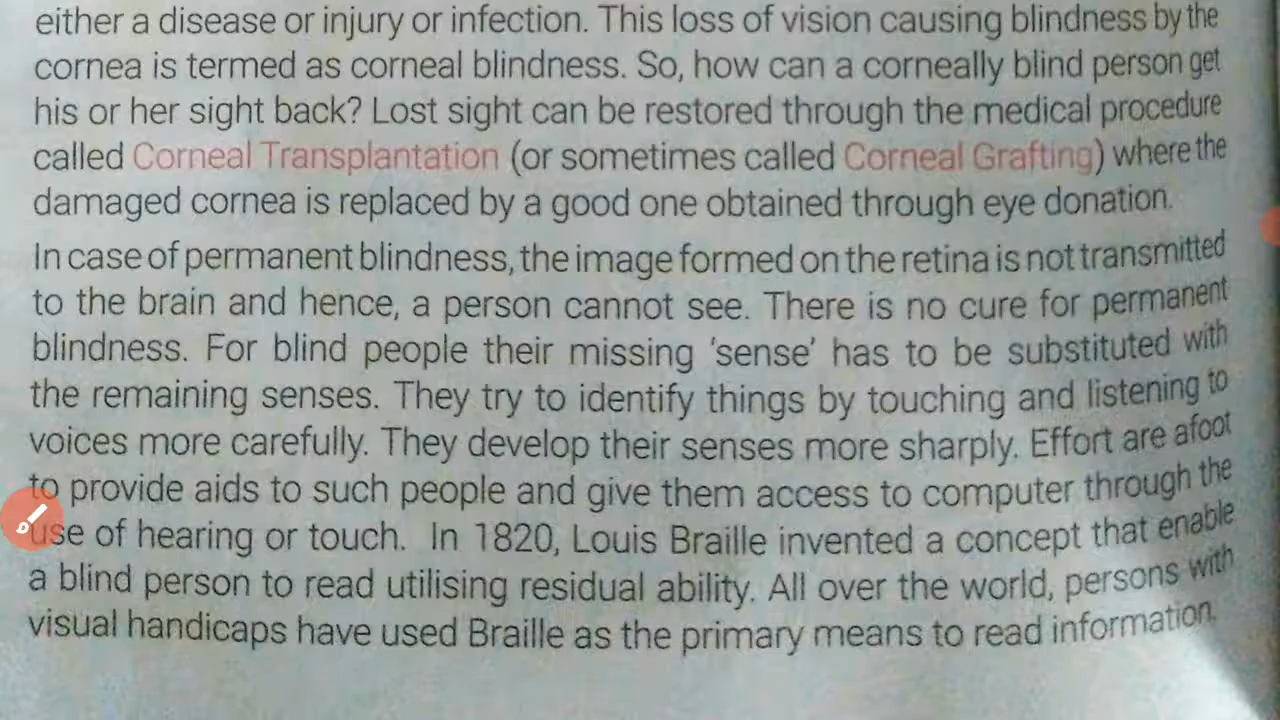 either a disease or injury or infection. This loss of vision causing blindness by the
cornea is termed as corneal blindness. So, how can a corneally blind person get
his or her sight back? Lost sight can be restored through the medical procedure
called Corneal Transplantation (or sometimes called Corneal Grafting) where the
damaged cornea is replaced by a good one obtained through eye donation.
In case of permanent blindness, the image formed on the retina is not transmitted
to the brain and hence, a person cannot see. There is no cure for permanent
blindness. For blind people their missing 'sense' has to be substituted with
the remaining senses. They try to identify things by touching and listening to
voices more carefully. They develop their senses more sharply. Effort are afoot
to provide aids to such people and give them access to computer through the
use of hearing or touch. In 1820, Louis Braille invented a concept that enable
a blind person to read utilising residual ability. All over the world, persons with
visual handicaps have used Braille as the primary means to read information.